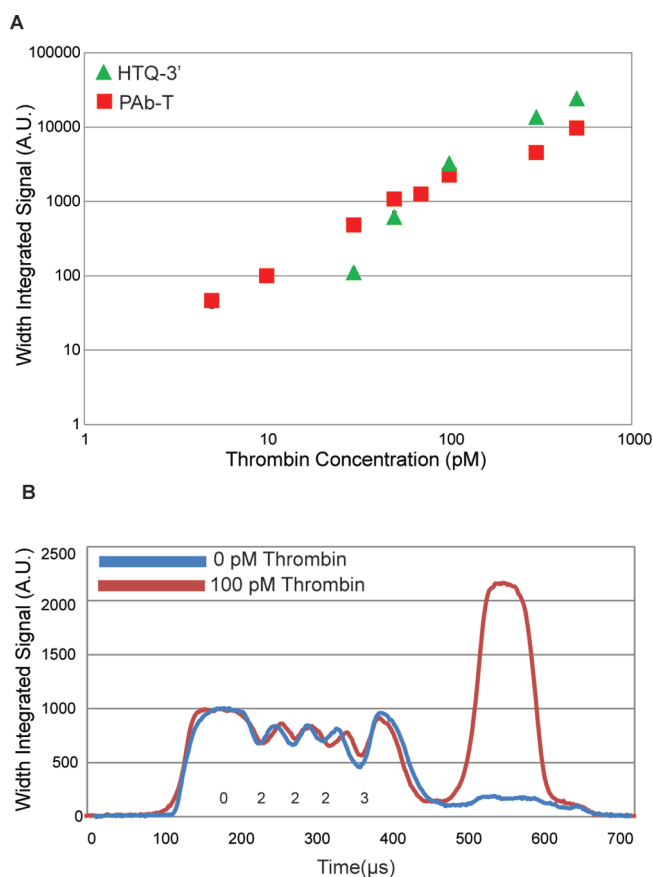 A
100000
10000
1000
100
10
1
Width Integrated Signal (A.U.)
HTQ-3'
PAb-T
1 10 100 1000
Thrombin Concentration (pM)
B
2500
2000
1500
1000
500
0
Width Integrated Signal (A.U.)
0 pM Thrombin
100 pM Thrombin
0 2 2 2 3
0 100 200 300 400 500 600 700
Time(µs)